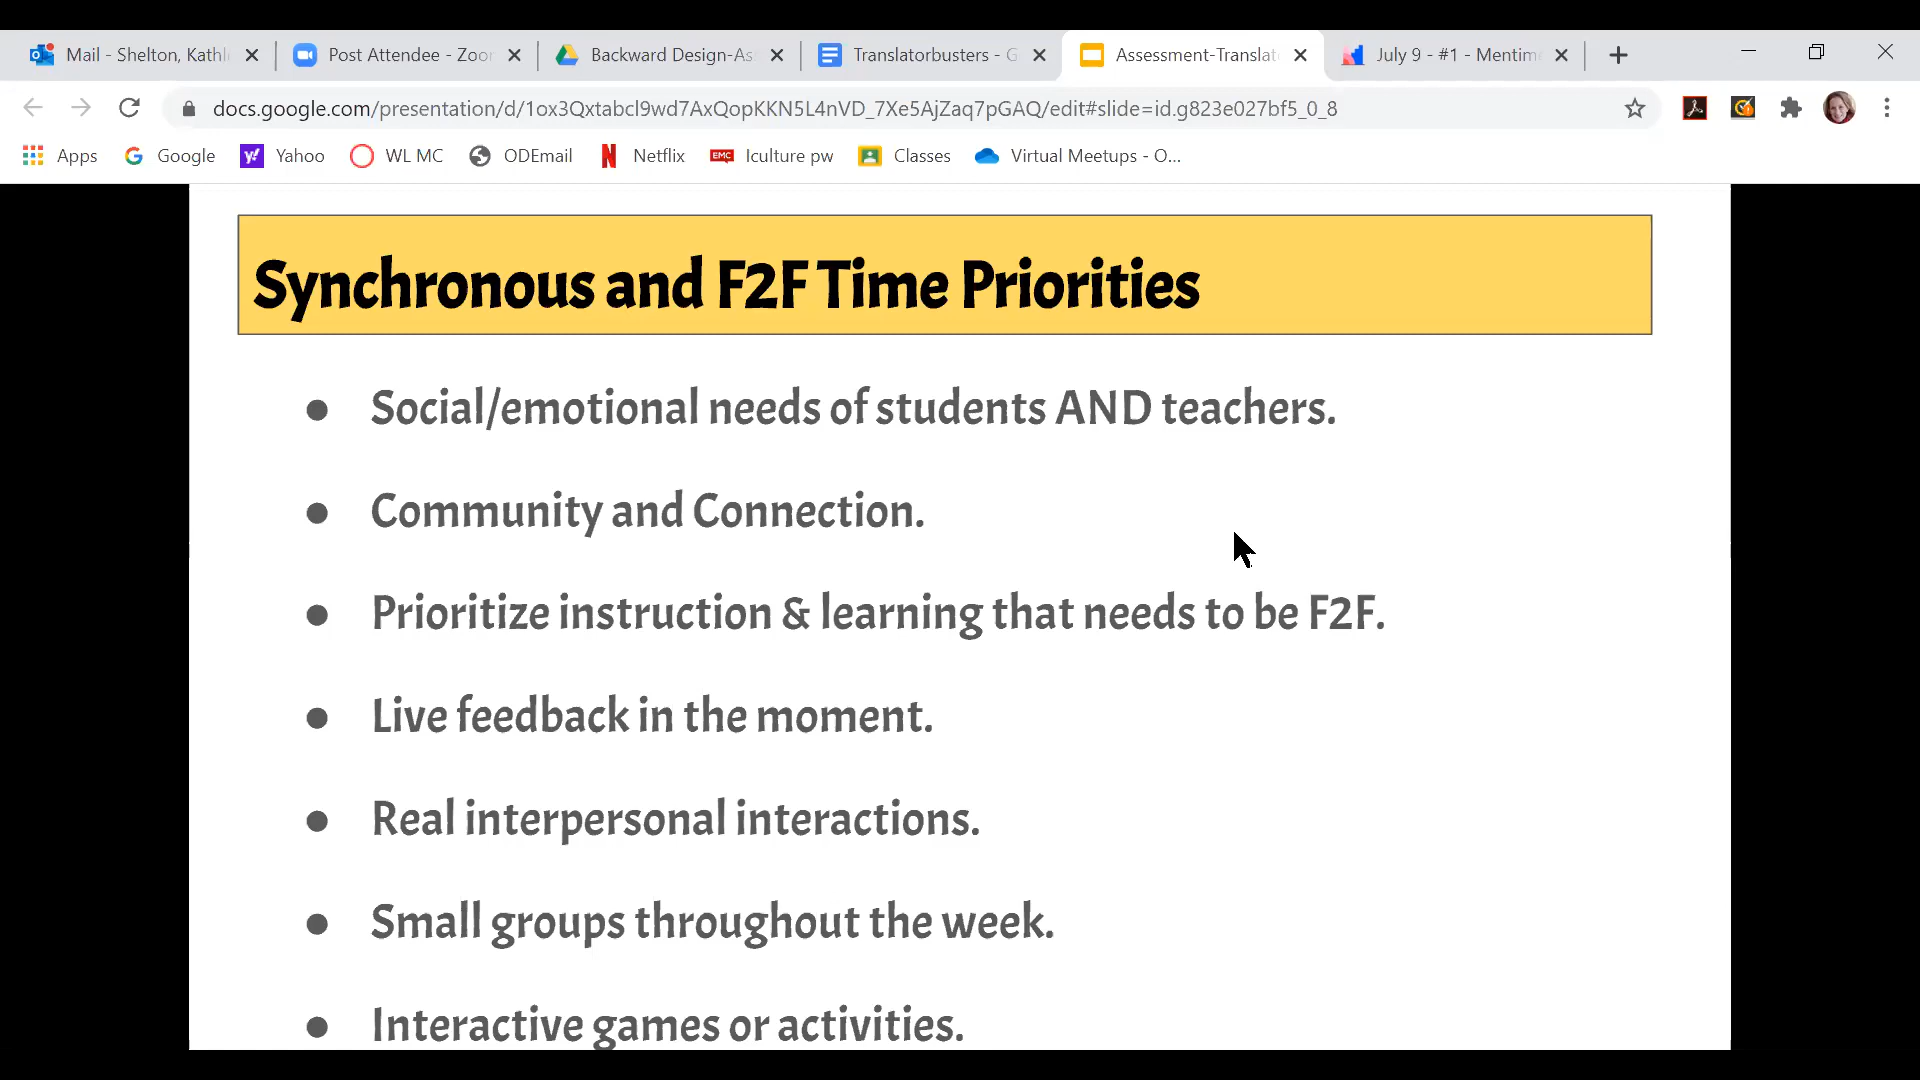 Mail - Shelton, Kathl
Post Attendee - Zoo
Backward Design-As
Translatorbusters - G
Assessment-Translat
July 9 - #1 - Mentim
docs.google.com/presentation/d/1ox3Qxtabcl9wd7AxQopKKN5L4nVD_7Xe5AjZaq7pGAQ/edit#slide=id.g823e027bf5_0_8
Apps
Google
Yahoo
WL MC
ODEmail
Netflix
EMC
Iculture pw
Classes
Virtual Meetups - O...
Synchronous and F2F Time Priorities
● Social/emotional needs of students AND teachers.
● Community and Connection.
● Prioritize instruction & learning that needs to be F2F.
● Live feedback in the moment.
● Real interpersonal interactions.
● Small groups throughout the week.
● Interactive games or activities.